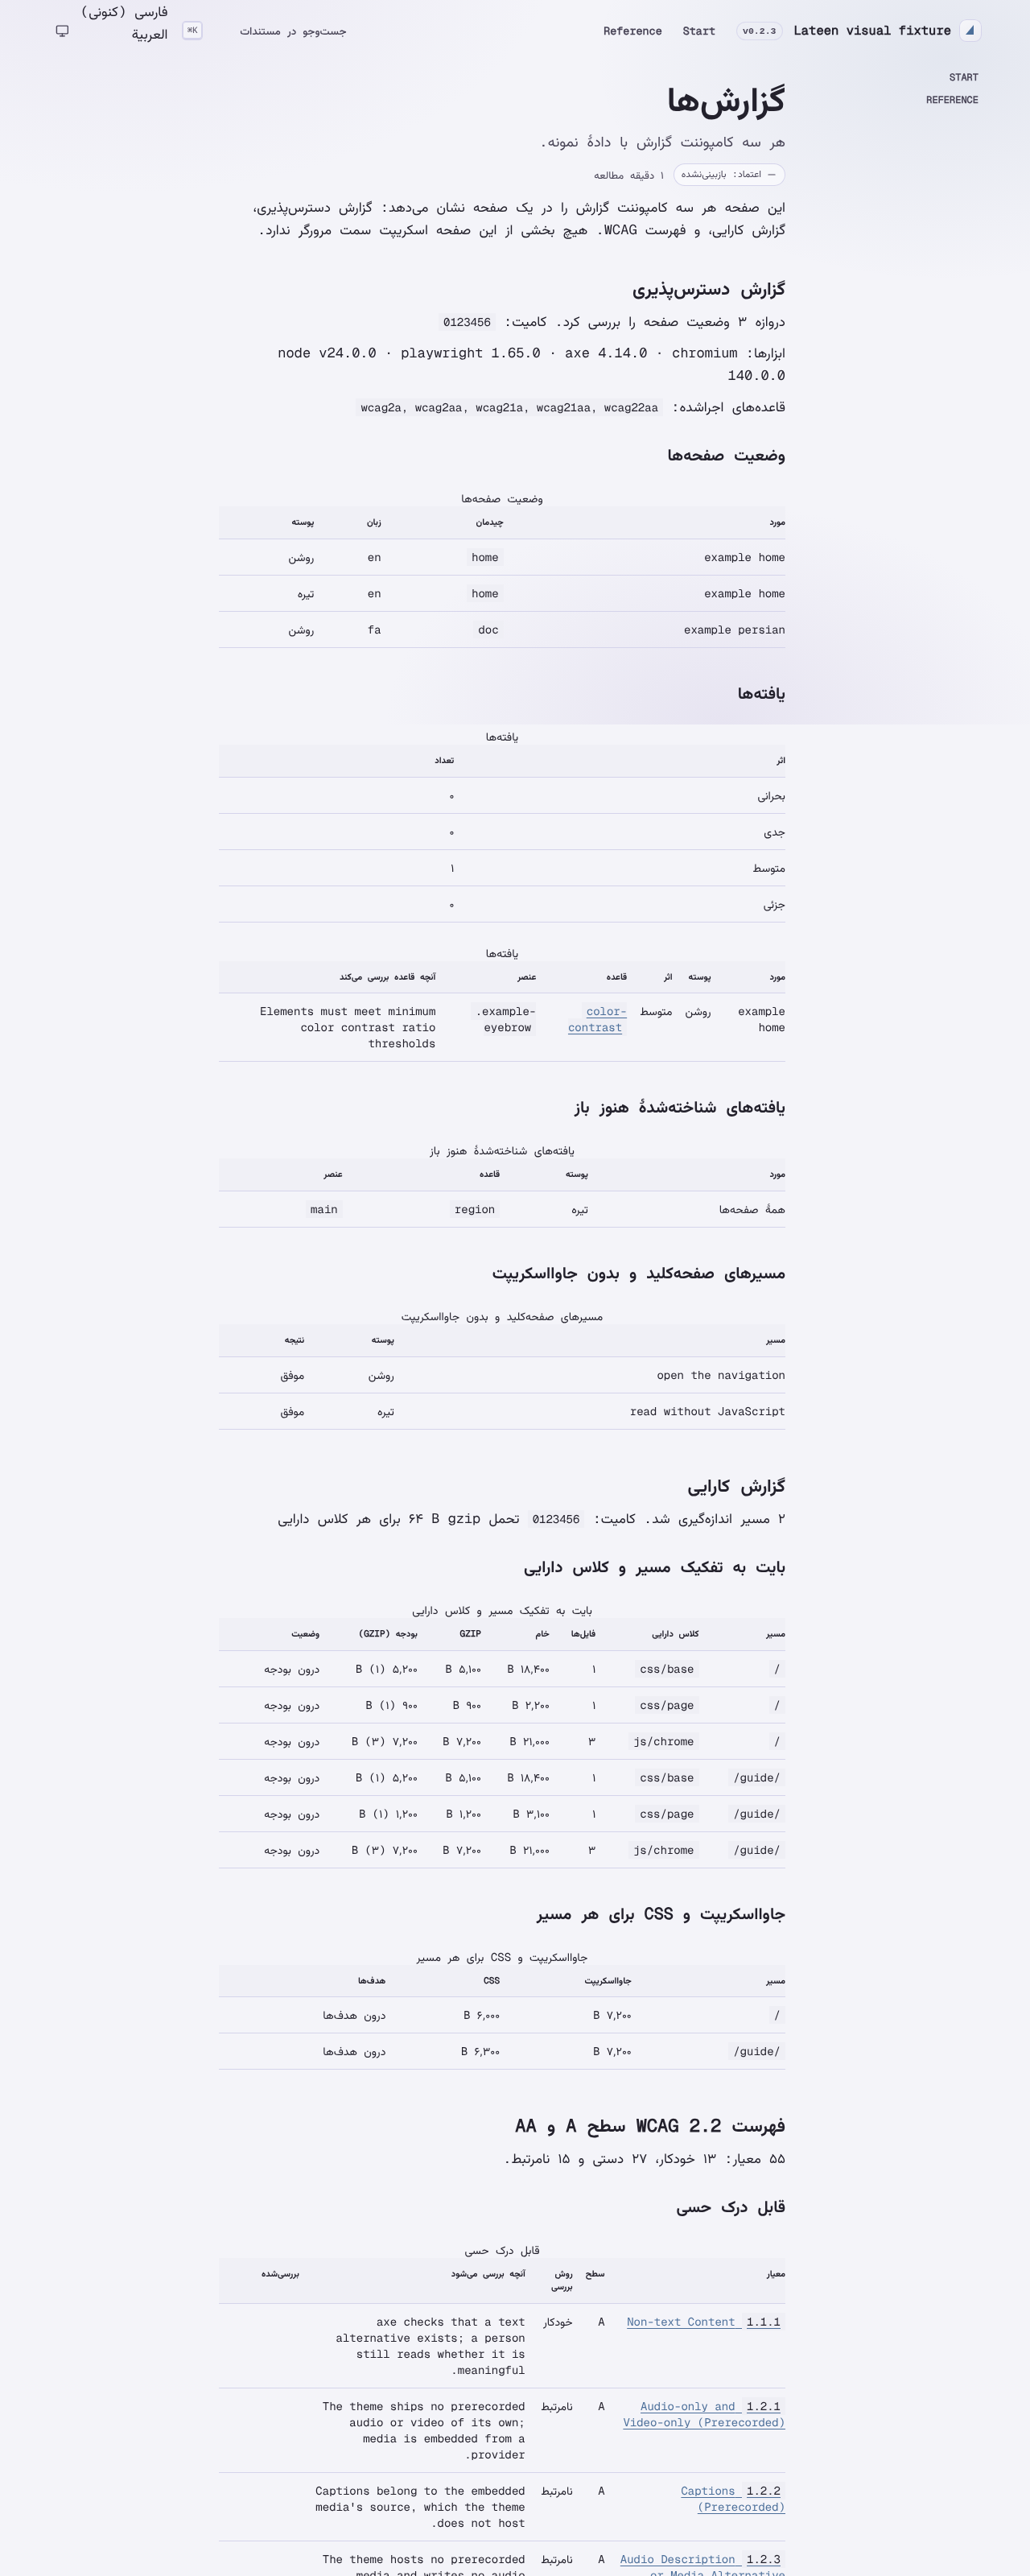 Lateen visual fixture v0.2.3 Start Reference جست‌وجو در مستندات ⌘K فارسی (کنونی)
العربية
START
REFERENCE
گزارش‌ها
هر سه کامپوننت گزارش با دادهٔ نمونه.
— اعتماد: بازبینی‌نشده ۱ دقیقه مطالعه
این صفحه هر سه کامپوننت گزارش را در یک صفحه نشان می‌دهد: گزارش دسترس‌پذیری،
گزارش کارایی، و فهرست WCAG. هیچ بخشی از این صفحه اسکریپت سمت مرورگر ندارد.
گزارش دسترس‌پذیری
دروازه ۳ وضعیت صفحه را بررسی کرد. کامیت: 0123456
ابزارها: node v24.0.0 · playwright 1.65.0 · axe 4.14.0 · chromium
140.0.0
قاعده‌های اجراشده: wcag2a, wcag2aa, wcag21a, wcag21aa, wcag22aa
وضعیت صفحه‌ها
وضعیت صفحه‌ها
مورد چیدمان زبان پوسته
example home home en روشن
example home home en تیره
example persian doc fa روشن
یافته‌ها
یافته‌ها
اثر تعداد
بحرانی ۰
جدی ۰
متوسط ۱
جزئی ۰
یافته‌ها
مورد پوسته اثر قاعده عنصر آنچه قاعده بررسی می‌کند
example روشن متوسط color- .example- Elements must meet minimum
home contrast eyebrow color contrast ratio
thresholds
یافته‌های شناخته‌شدهٔ هنوز باز
یافته‌های شناخته‌شدهٔ هنوز باز
مورد پوسته قاعده عنصر
همهٔ صفحه‌ها تیره region main
مسیرهای صفحه‌کلید و بدون جاوااسکریپت
مسیرهای صفحه‌کلید و بدون جاوااسکریپت
مسیر پوسته نتیجه
open the navigation روشن موفق
read without JavaScript تیره موفق
گزارش کارایی
۲ مسیر اندازه‌گیری شد. کامیت: 0123456 تحمل ۶۴ B gzip برای هر کلاس دارایی
بایت به تفکیک مسیر و کلاس دارایی
بایت به تفکیک مسیر و کلاس دارایی
مسیر کلاس دارایی فایل‌ها خام GZIP بودجه (GZIP) وضعیت
/ css/base ۱ ۱۸٬۴۰۰ B ۵٬۱۰۰ B ۵٬۲۰۰ B (۱) درون بودجه
/ css/page ۱ ۲٬۲۰۰ B ۹۰۰ B ۹۰۰ B (۱) درون بودجه
/ js/chrome ۳ ۲۱٬۰۰۰ B ۷٬۲۰۰ B ۷٬۲۰۰ B (۳) درون بودجه
/guide/ css/base ۱ ۱۸٬۴۰۰ B ۵٬۱۰۰ B ۵٬۲۰۰ B (۱) درون بودجه
/guide/ css/page ۱ ۳٬۱۰۰ B ۱٬۲۰۰ B ۱٬۲۰۰ B (۱) درون بودجه
/guide/ js/chrome ۳ ۲۱٬۰۰۰ B ۷٬۲۰۰ B ۷٬۲۰۰ B (۳) درون بودجه
جاوااسکریپت و CSS برای هر مسیر
جاوااسکریپت و CSS برای هر مسیر
مسیر جاوااسکریپت CSS هدف‌ها
/ ۷٬۲۰۰ B ۶٬۰۰۰ B درون هدف‌ها
/guide/ ۷٬۲۰۰ B ۶٬۳۰۰ B درون هدف‌ها
فهرست WCAG 2.2 سطح A و AA
۵۵ معیار: ۱۳ خودکار، ۲۷ دستی و ۱۵ نامرتبط.
قابل درک حسی
قابل درک حسی
معیار سطح روش آنچه بررسی می‌شود بررسی‌شده
بررسی
1.1.1 Non-text Content A خودکار axe checks that a text
alternative exists; a person
still reads whether it is
meaningful.
1.2.1 Audio-only and A نامرتبط The theme ships no prerecorded
Video-only (Prerecorded) audio or video of its own;
media is embedded from a
provider.
1.2.2 Captions A نامرتبط Captions belong to the embedded
(Prerecorded) media's source, which the theme
does not host.
1.2.3 Audio Description A نامرتبط The theme hosts no prerecorded
or Media Alternative media and writes no audio